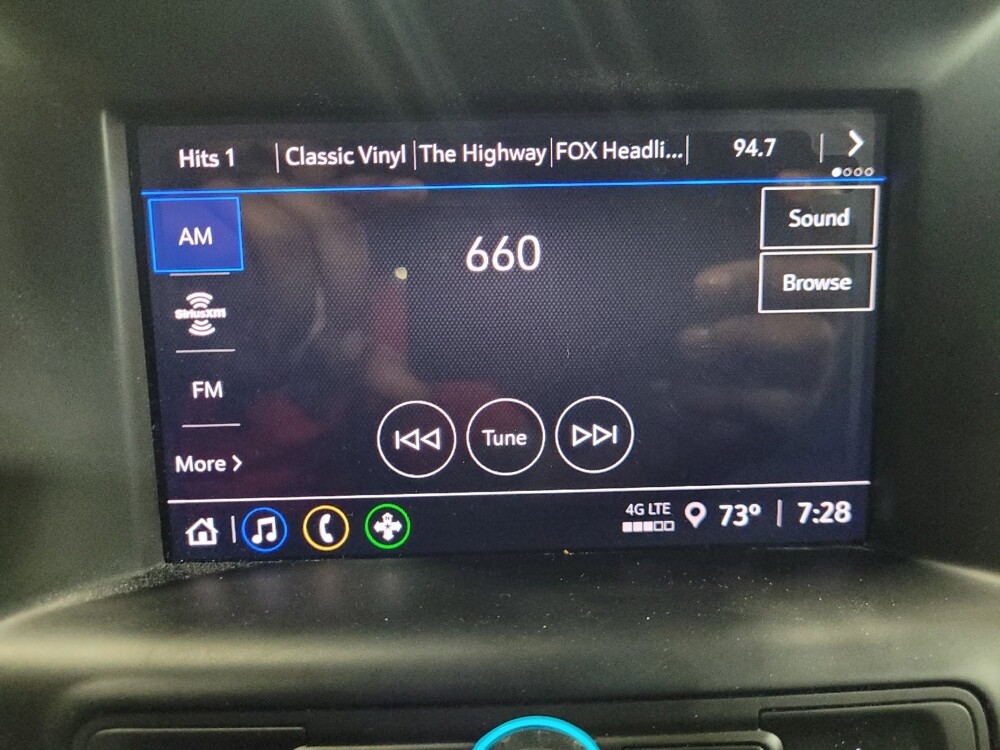 Hits 1 Classic Vinyl The Highway FOX Headli... 94.7
AM
660
Sound
SiriusXM
Browse
FM
Tune
More
4G LTE 73° 7:28